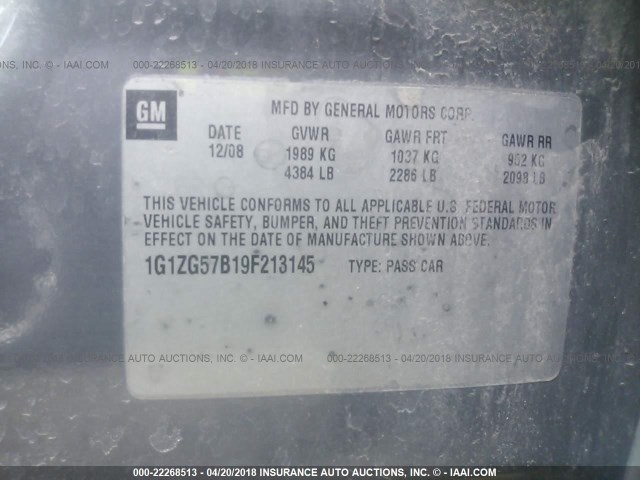 000-22268513 - 04/20/2018 INSURANCE AUTO AUCTIONS, INC. © - IAAI.COM
GM
®
MFD BY GENERAL MOTORS CORP.
DATE GVWR GAWR FRT GAWR RR
12/08 1989 KG 1037 KG 952 KG
4384 LB 2286 LB 2098 LB
THIS VEHICLE CONFORMS TO ALL APPLICABLE U.S. FEDERAL MOTOR
VEHICLE SAFETY, BUMPER, AND THEFT PREVENTION STANDARDS IN
EFFECT ON THE DATE OF MANUFACTURE SHOWN ABOVE.
1G1ZG57B19F213145 TYPE: PASS CAR
INSURANCE AUTO AUCTIONS, INC. © - IAAI.COM 000-22268513 - 04/20/2018 INSURANCE AUTO AUCTIONS
000-22268513 - 04/20/2018 INSURANCE AUTO AUCTIONS, INC. © - IAAI.COM